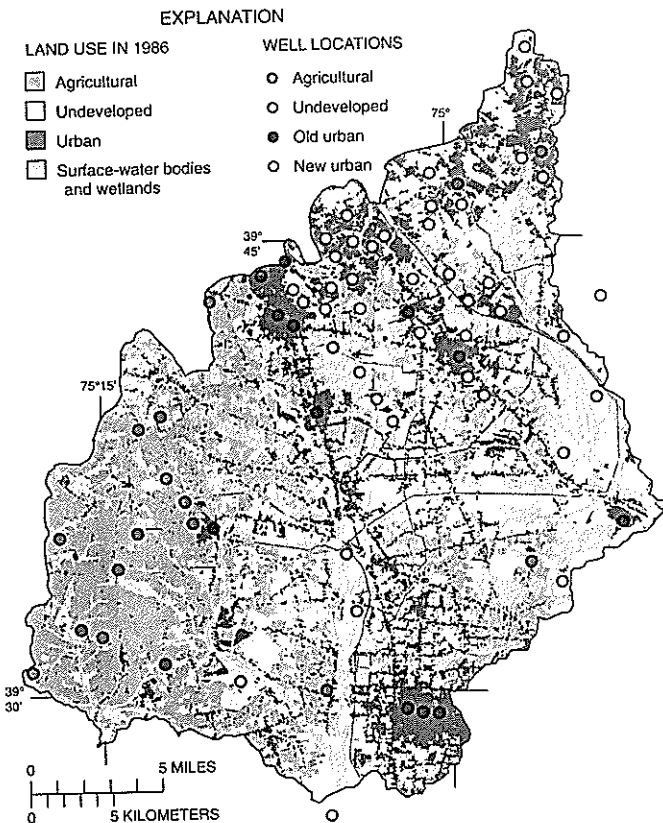 EXPLANATION
LAND USE IN 1986
Agricultural
Undeveloped
Urban
Surface-water bodies
and wetlands
WELL LOCATIONS
Agricultural
Undeveloped
Old urban
New urban
75°
39°
45'
75°15'
39°
30'
0 5 MILES
0 5 KILOMETERS